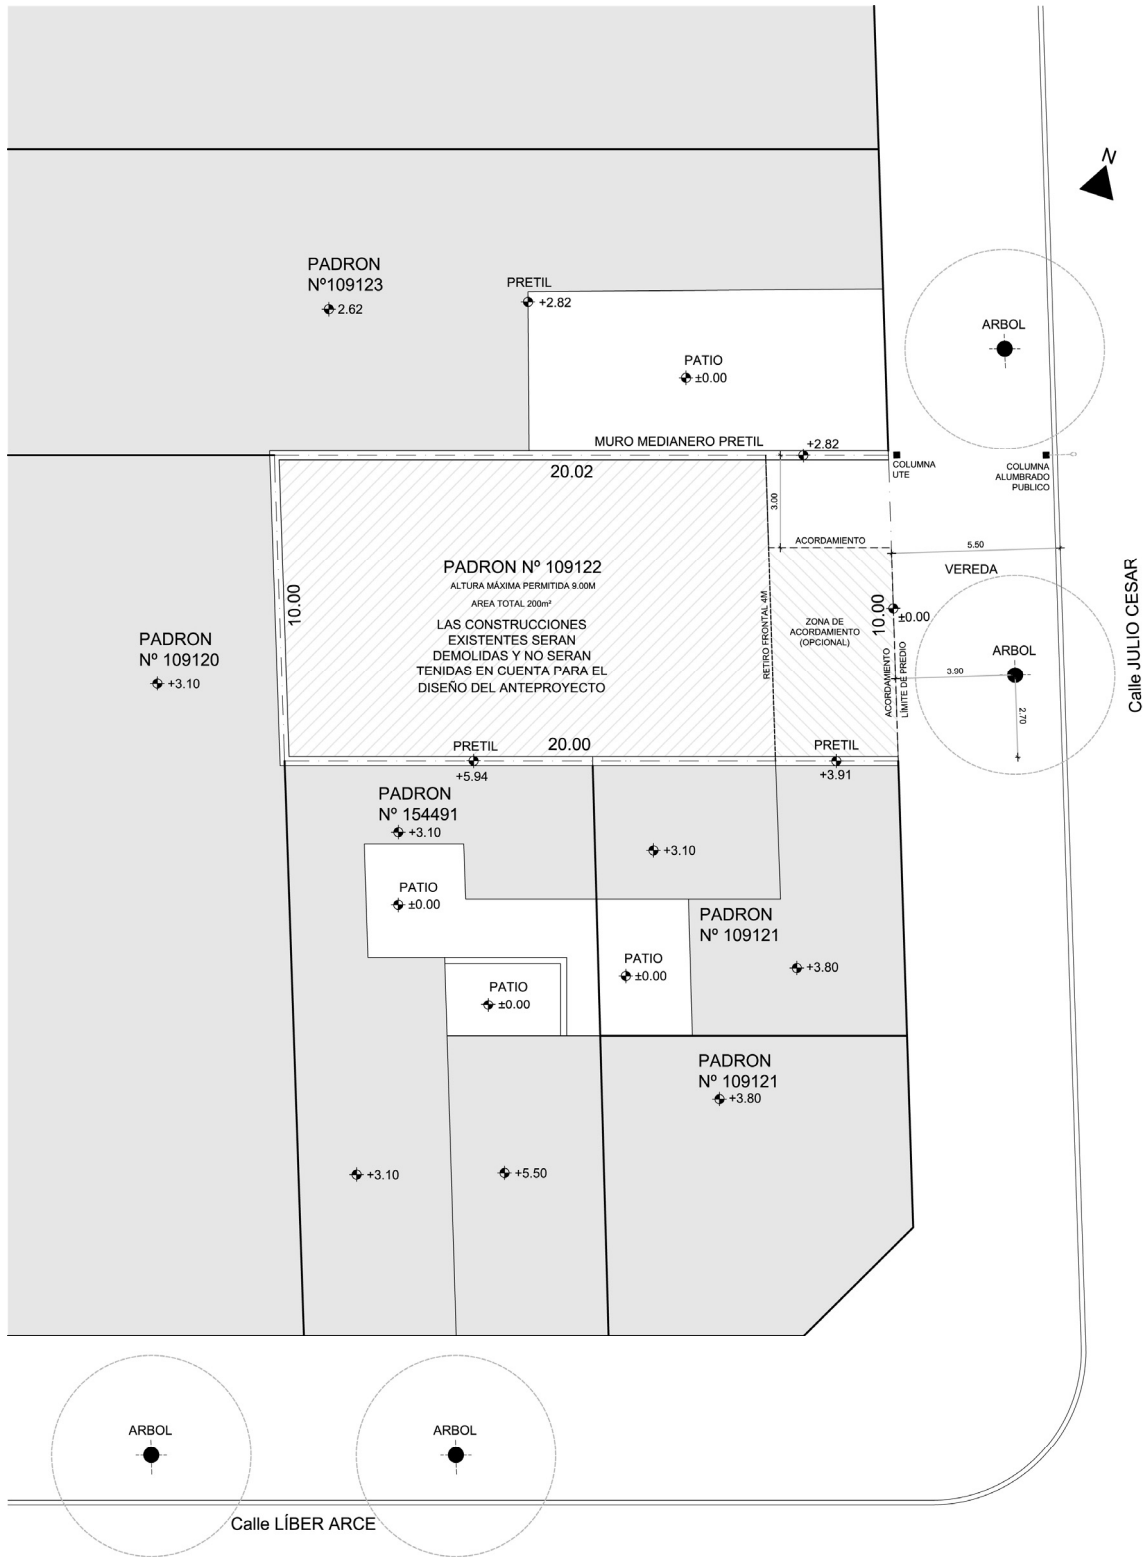 N
PADRON
Nº109123
2.62
PRETIL
+2.82
ARBOL
PATIO
±0.00
MURO MEDIANERO PRETIL
+2.82
20.02
COLUMNA
UTE
COLUMNA
ALUMBRADO
PUBLICO
3.00
ACORDAMIENTO
5.50
VEREDA
PADRON Nº 109122
ALTURA MÁXIMA PERMITIDA 9.00M
AREA TOTAL 200m²
LAS CONSTRUCCIONES
EXISTENTES SERAN
DEMOLIDAS Y NO SERAN
TENIDAS EN CUENTA PARA EL
DISEÑO DEL ANTEPROYECTO
10.00
RETIRO FRONTAL 4M
ZONA DE
ACORDAMIENTO
(OPCIONAL)
10.00
±0.00
ACORDAMIENTO
LÍMITE DE PREDIO
ARBOL
3.90
2.70
Calle JULIO CESAR
PADRON
Nº 109120
+3.10
PRETIL
+5.94
20.00
PRETIL
+3.91
PADRON
Nº 154491
+3.10
+3.10
PATIO
±0.00
PADRON
Nº 109121
PATIO
±0.00
+3.80
PATIO
±0.00
PADRON
Nº 109121
+3.80
+3.10
+5.50
ARBOL
ARBOL
Calle LÍBER ARCE